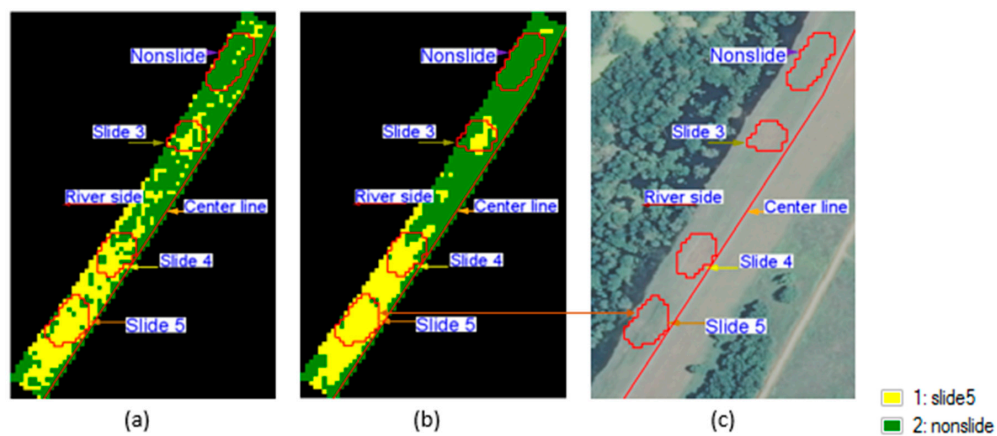 Nonslide
Slide 3
River side
Center line
Slide 4
Slide 5
(a)
Nonslide
Slide 3
River side
Center line
Slide 4
Slide 5
(b)
Nonslide
Slide 3
River side
Center line
Slide 4
Slide 5
(c)
1: slide5
2: nonslide